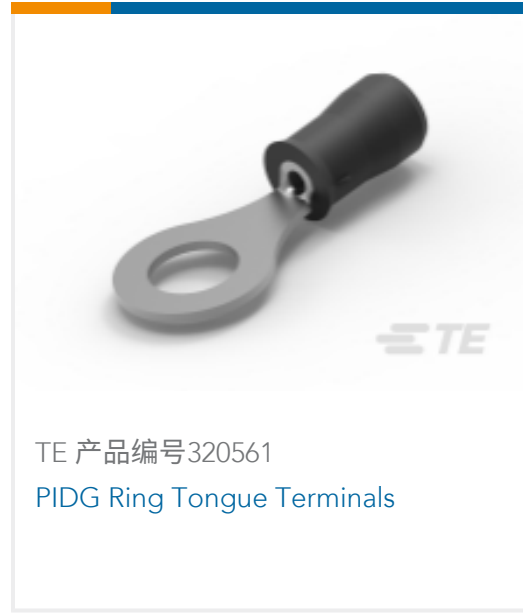 TE
TE 产品编号320561
PIDG Ring Tongue Terminals